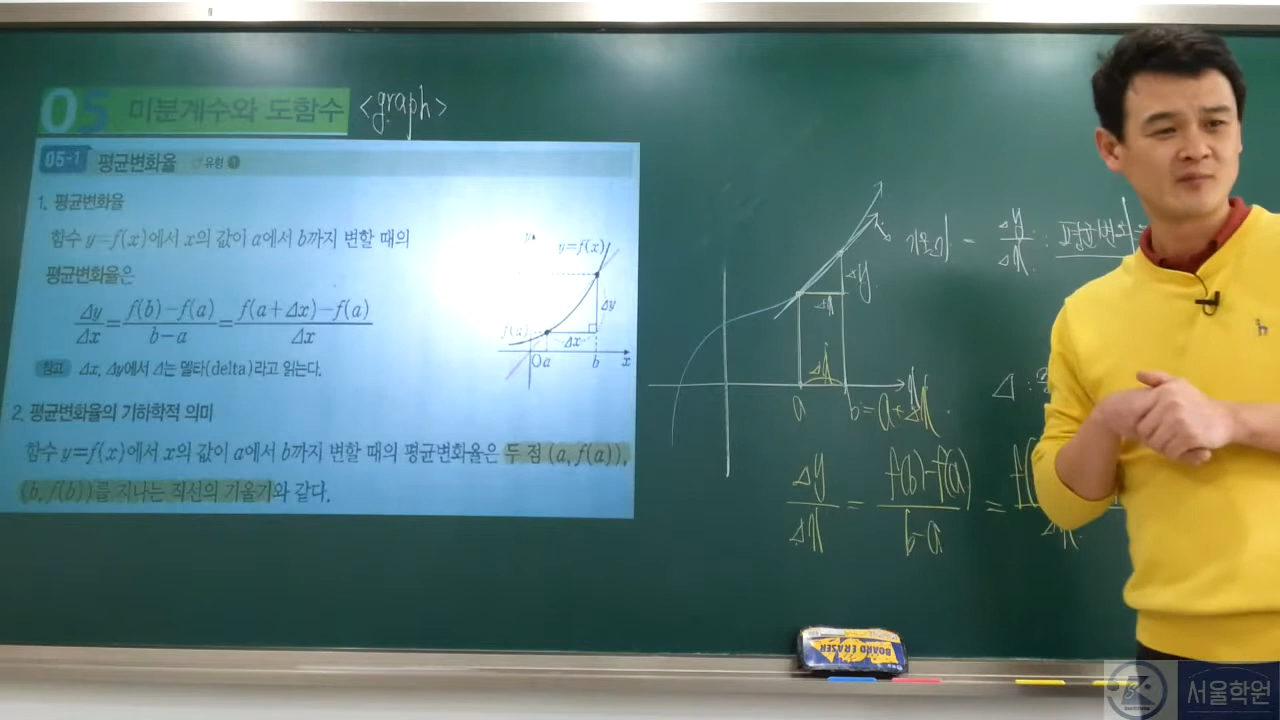 05 미분계수와 도함수 <graph>
05-1 평균변화율 유형 1
1. 평균변화율
함수 y=f(x)에서 x의 값이 a에서 b까지 변할 때의
평균변화율은
Δy/Δx = f(b)-f(a)/b-a = f(a+Δx)-f(a)/Δx
참고 Δx, Δy에서 Δ는 델타(delta)라고 읽는다.
y
y=f(x)
Δy
f(a)
Δx
O a b x
2. 평균변화율의 기하학적 의미
함수 y=f(x)에서 x의 값이 a에서 b까지 변할 때의 평균변화율은 두 점 (a, f(a)),
(b, f(b))를 지나는 직선의 기울기와 같다.
기울기 = Δy/Δx : 평균변화
Δy
Δx
Δx
a b=a+Δx
Δ :
Δy/Δx = f(b)-f(a)/b-a =
Δx
BOARD ERASER
서울학원